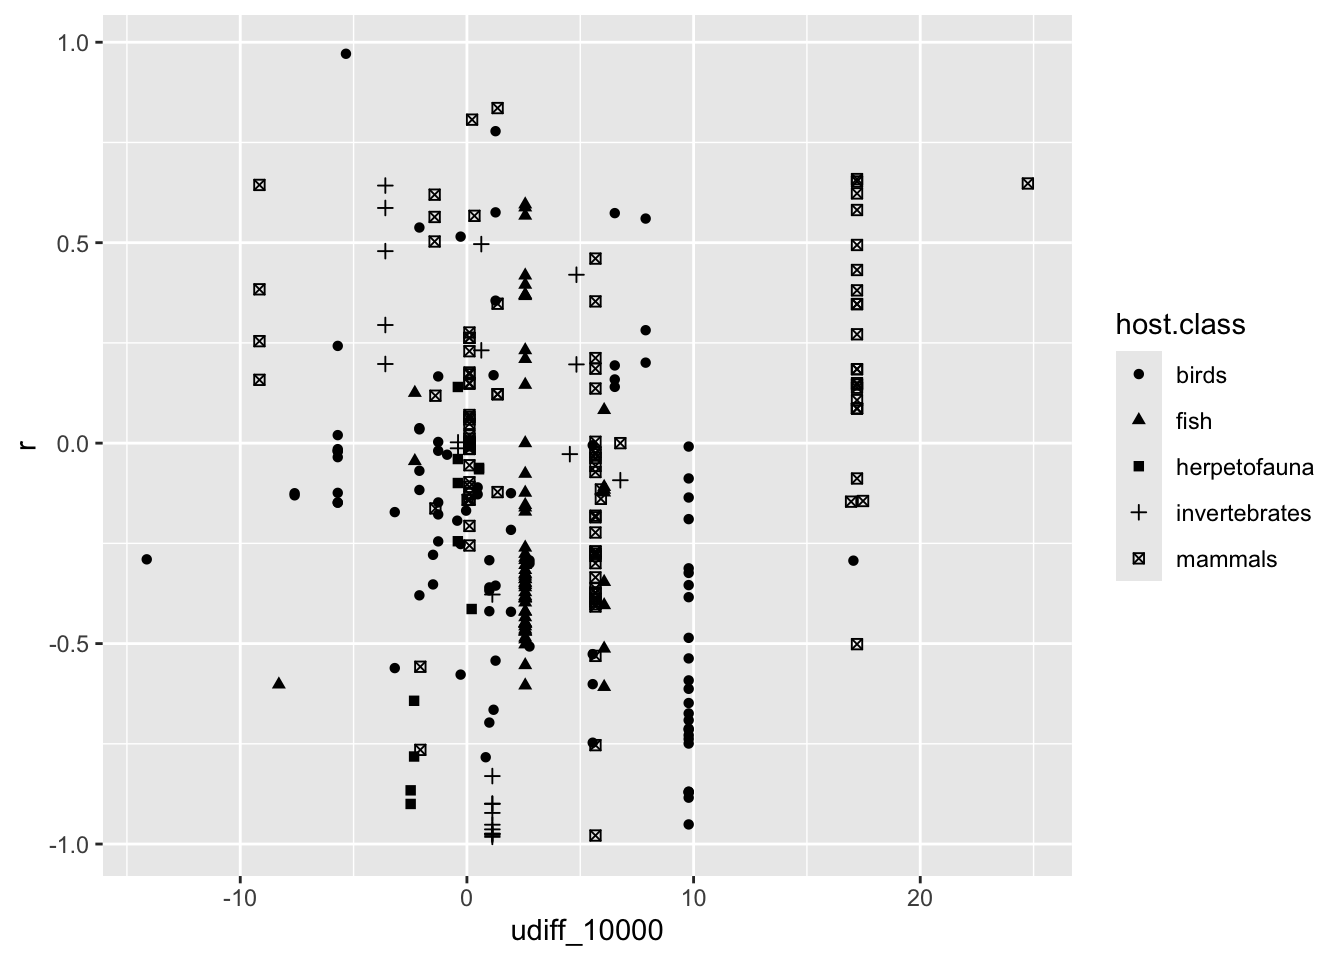 1.0
0.5
0.0
-0.5
-1.0
r
-10
0
10
20
udiff_10000
host.class
birds
fish
herpetofauna
invertebrates
mammals